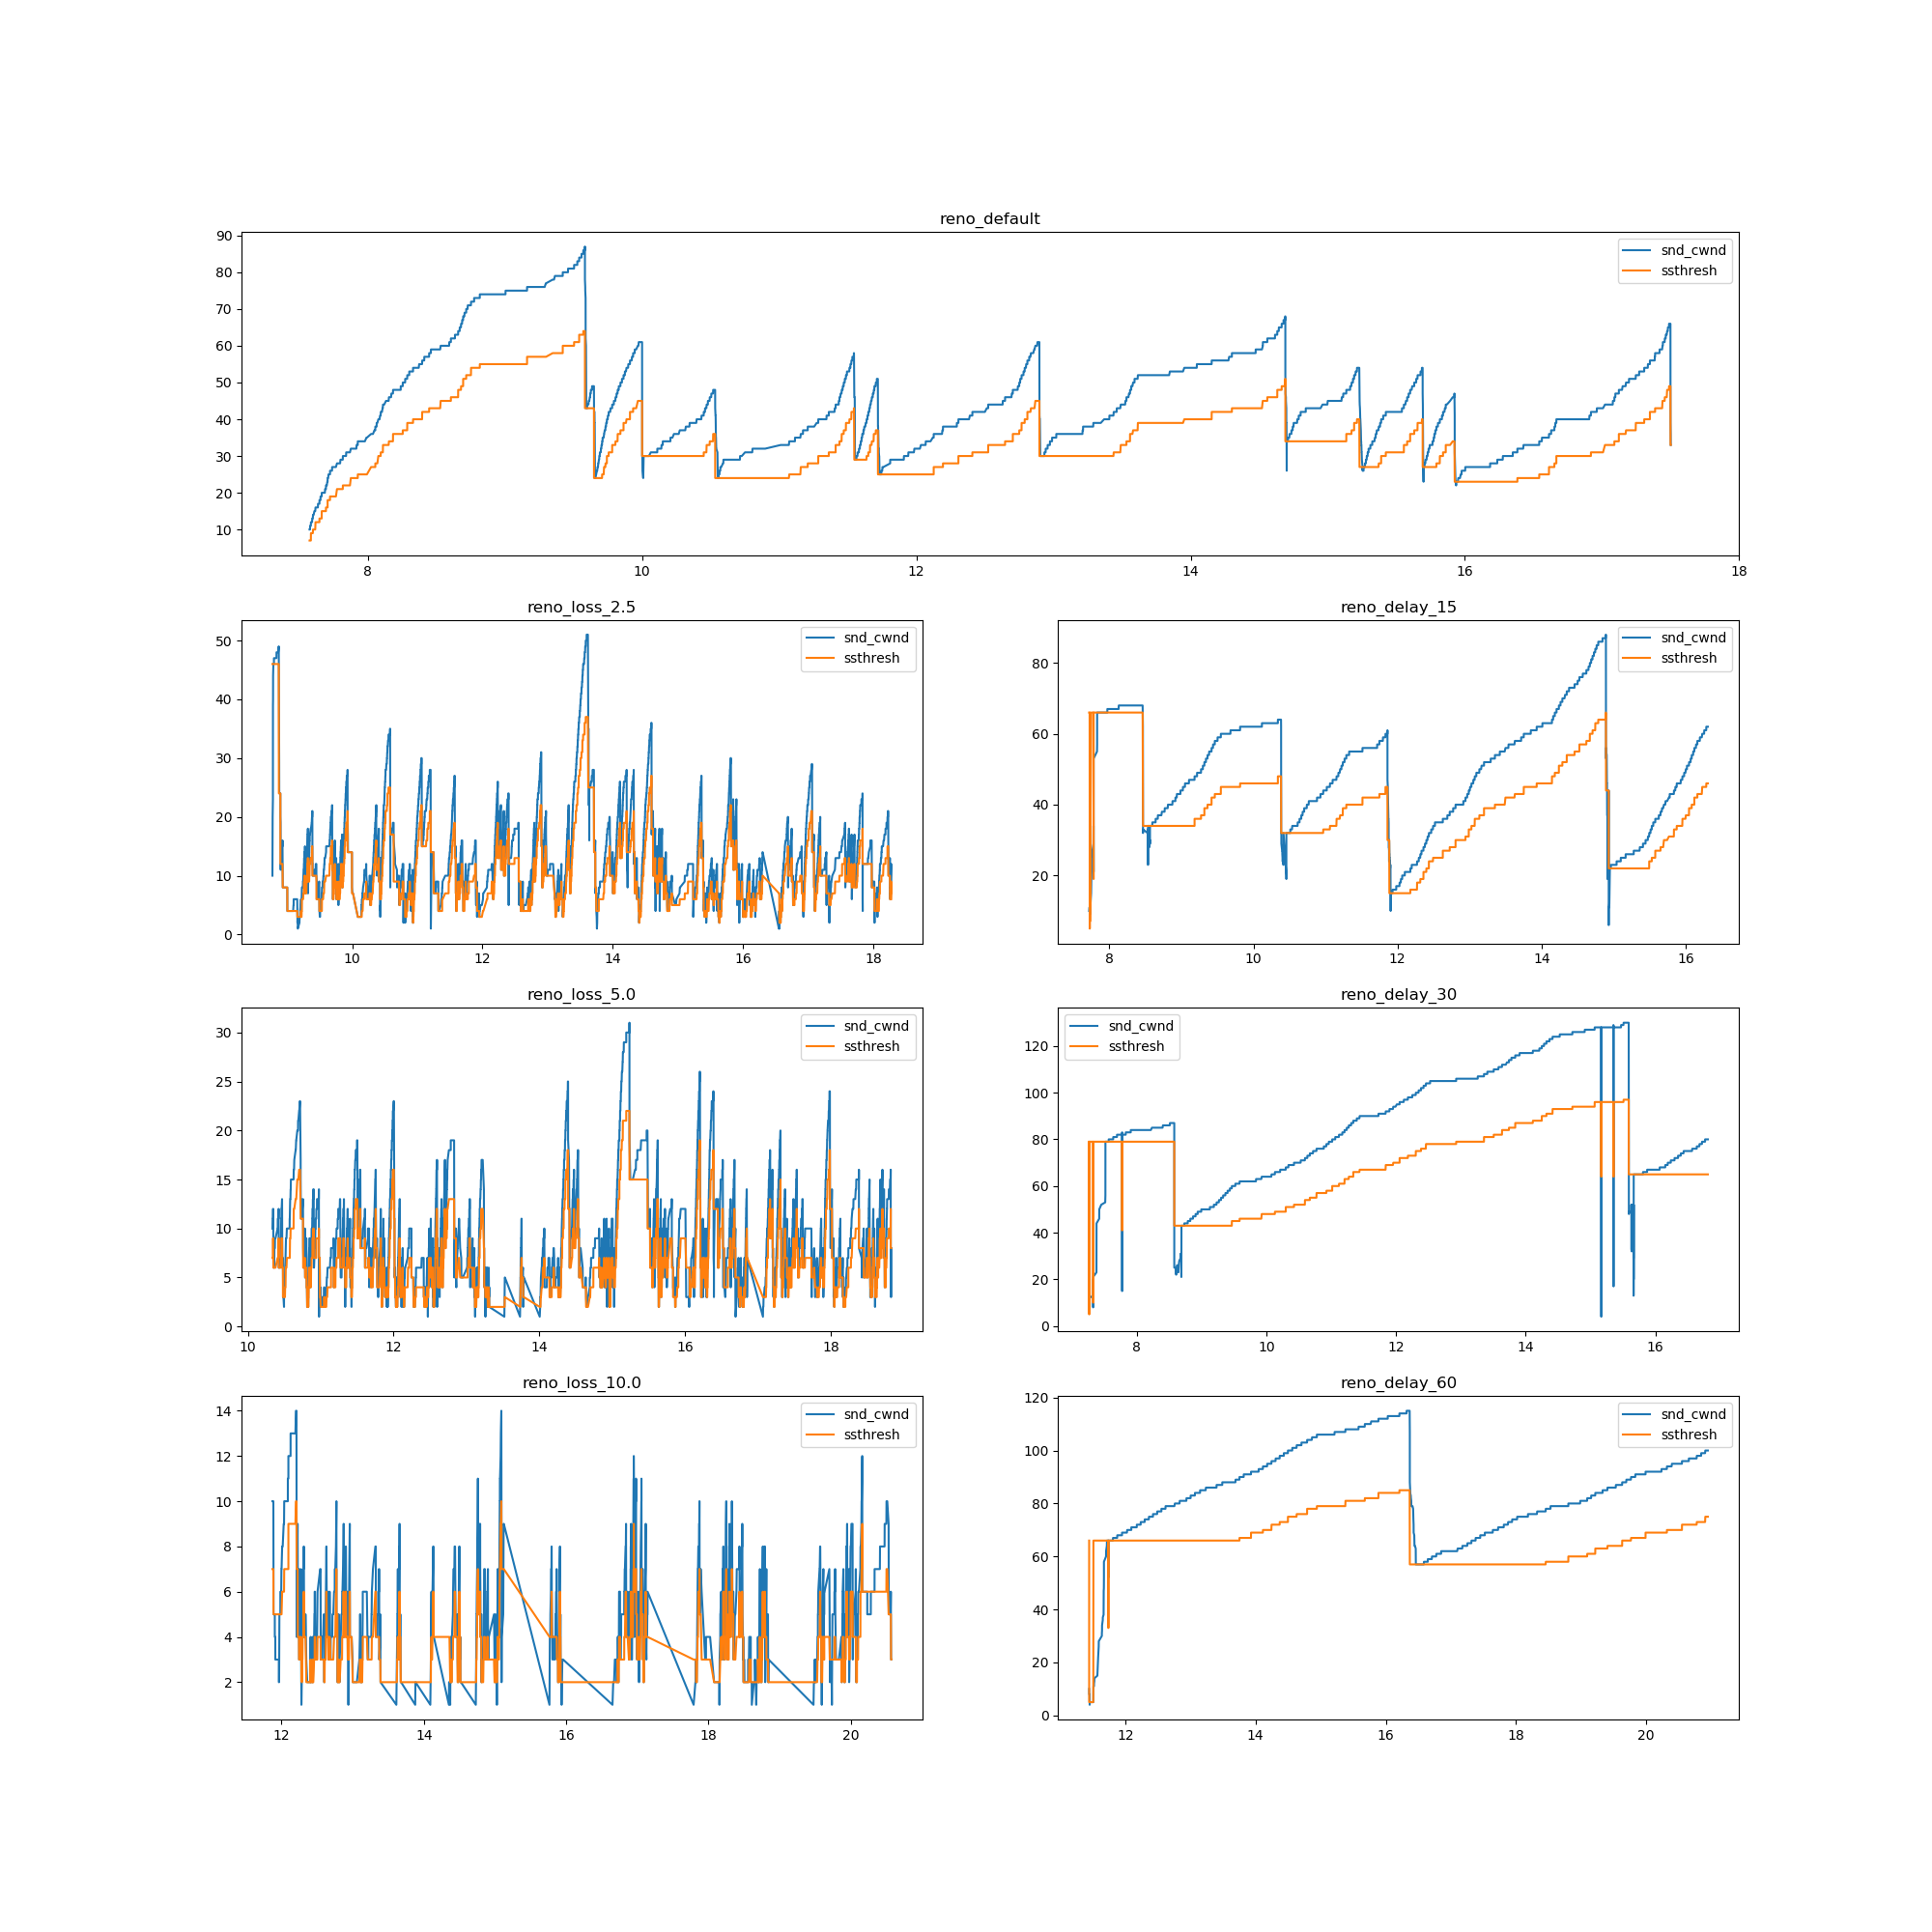 reno_default
90
80
70
60
50
40
30
20
10
snd_cwnd
ssthresh
8 10 12 14 16 18
reno_loss_2.5
50
40
30
20
10
0
snd_cwnd
ssthresh
10 12 14 16 18
reno_delay_15
80
60
40
20
snd_cwnd
ssthresh
8 10 12 14 16
reno_loss_5.0
30
25
20
15
10
5
0
snd_cwnd
ssthresh
10 12 14 16 18
reno_delay_30
120
100
80
60
40
20
0
snd_cwnd
ssthresh
8 10 12 14 16
reno_loss_10.0
14
12
10
8
6
4
2
snd_cwnd
ssthresh
12 14 16 18 20
reno_delay_60
120
100
80
60
40
20
0
snd_cwnd
ssthresh
12 14 16 18 20